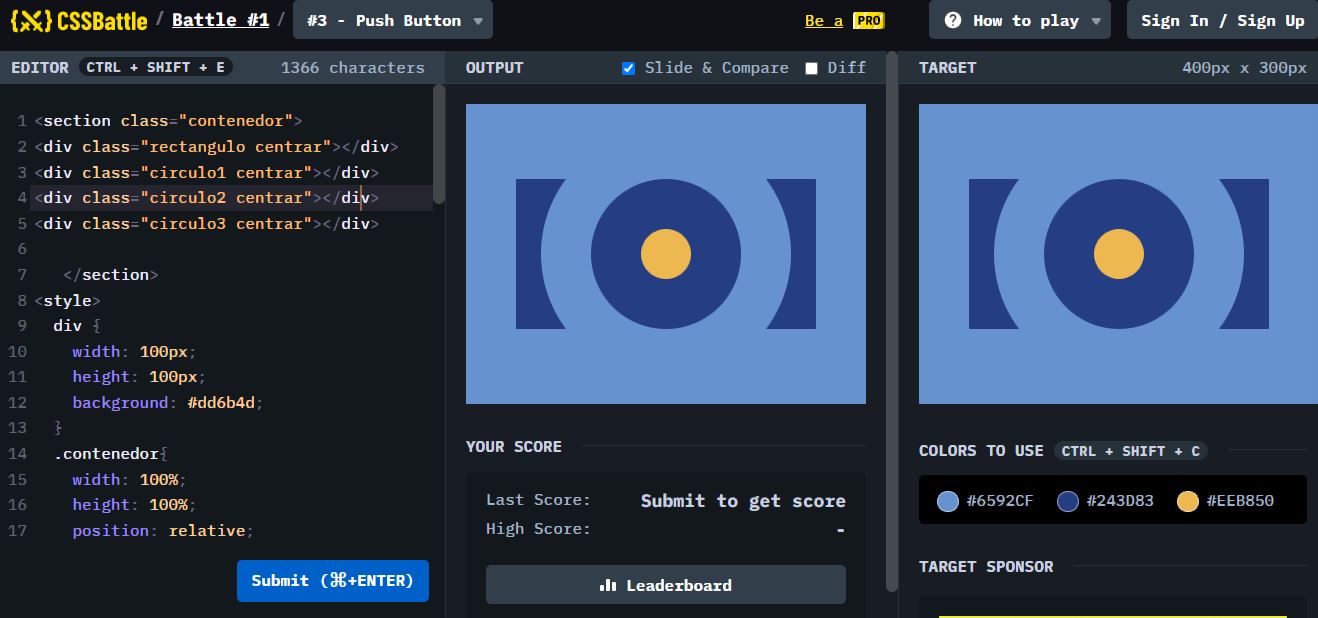 {X} CSSBattle / Battle #1 / #3 - Push Button Be a PRO How to play Sign In / Sign Up
EDITOR CTRL + SHIFT + E 1366 characters
OUTPUT Slide & Compare Diff
TARGET 400px x 300px
1 <section class="contenedor">
2 <div class="rectangulo centrar"></div>
3 <div class="circulo1 centrar"></div>
4 <div class="circulo2 centrar"></div>
5 <div class="circulo3 centrar"></div>
6
7 </section>
8 <style>
9 div {
10 width: 100px;
11 height: 100px;
12 background: #dd6b4d;
13 }
14 .contenedor{
15 width: 100%;
16 height: 100%;
17 position: relative;
Submit (⌘+ENTER)
YOUR SCORE
Last Score: Submit to get score
High Score: -
Leaderboard
COLORS TO USE CTRL + SHIFT + C
#6592CF #243D83 #EEB850
TARGET SPONSOR